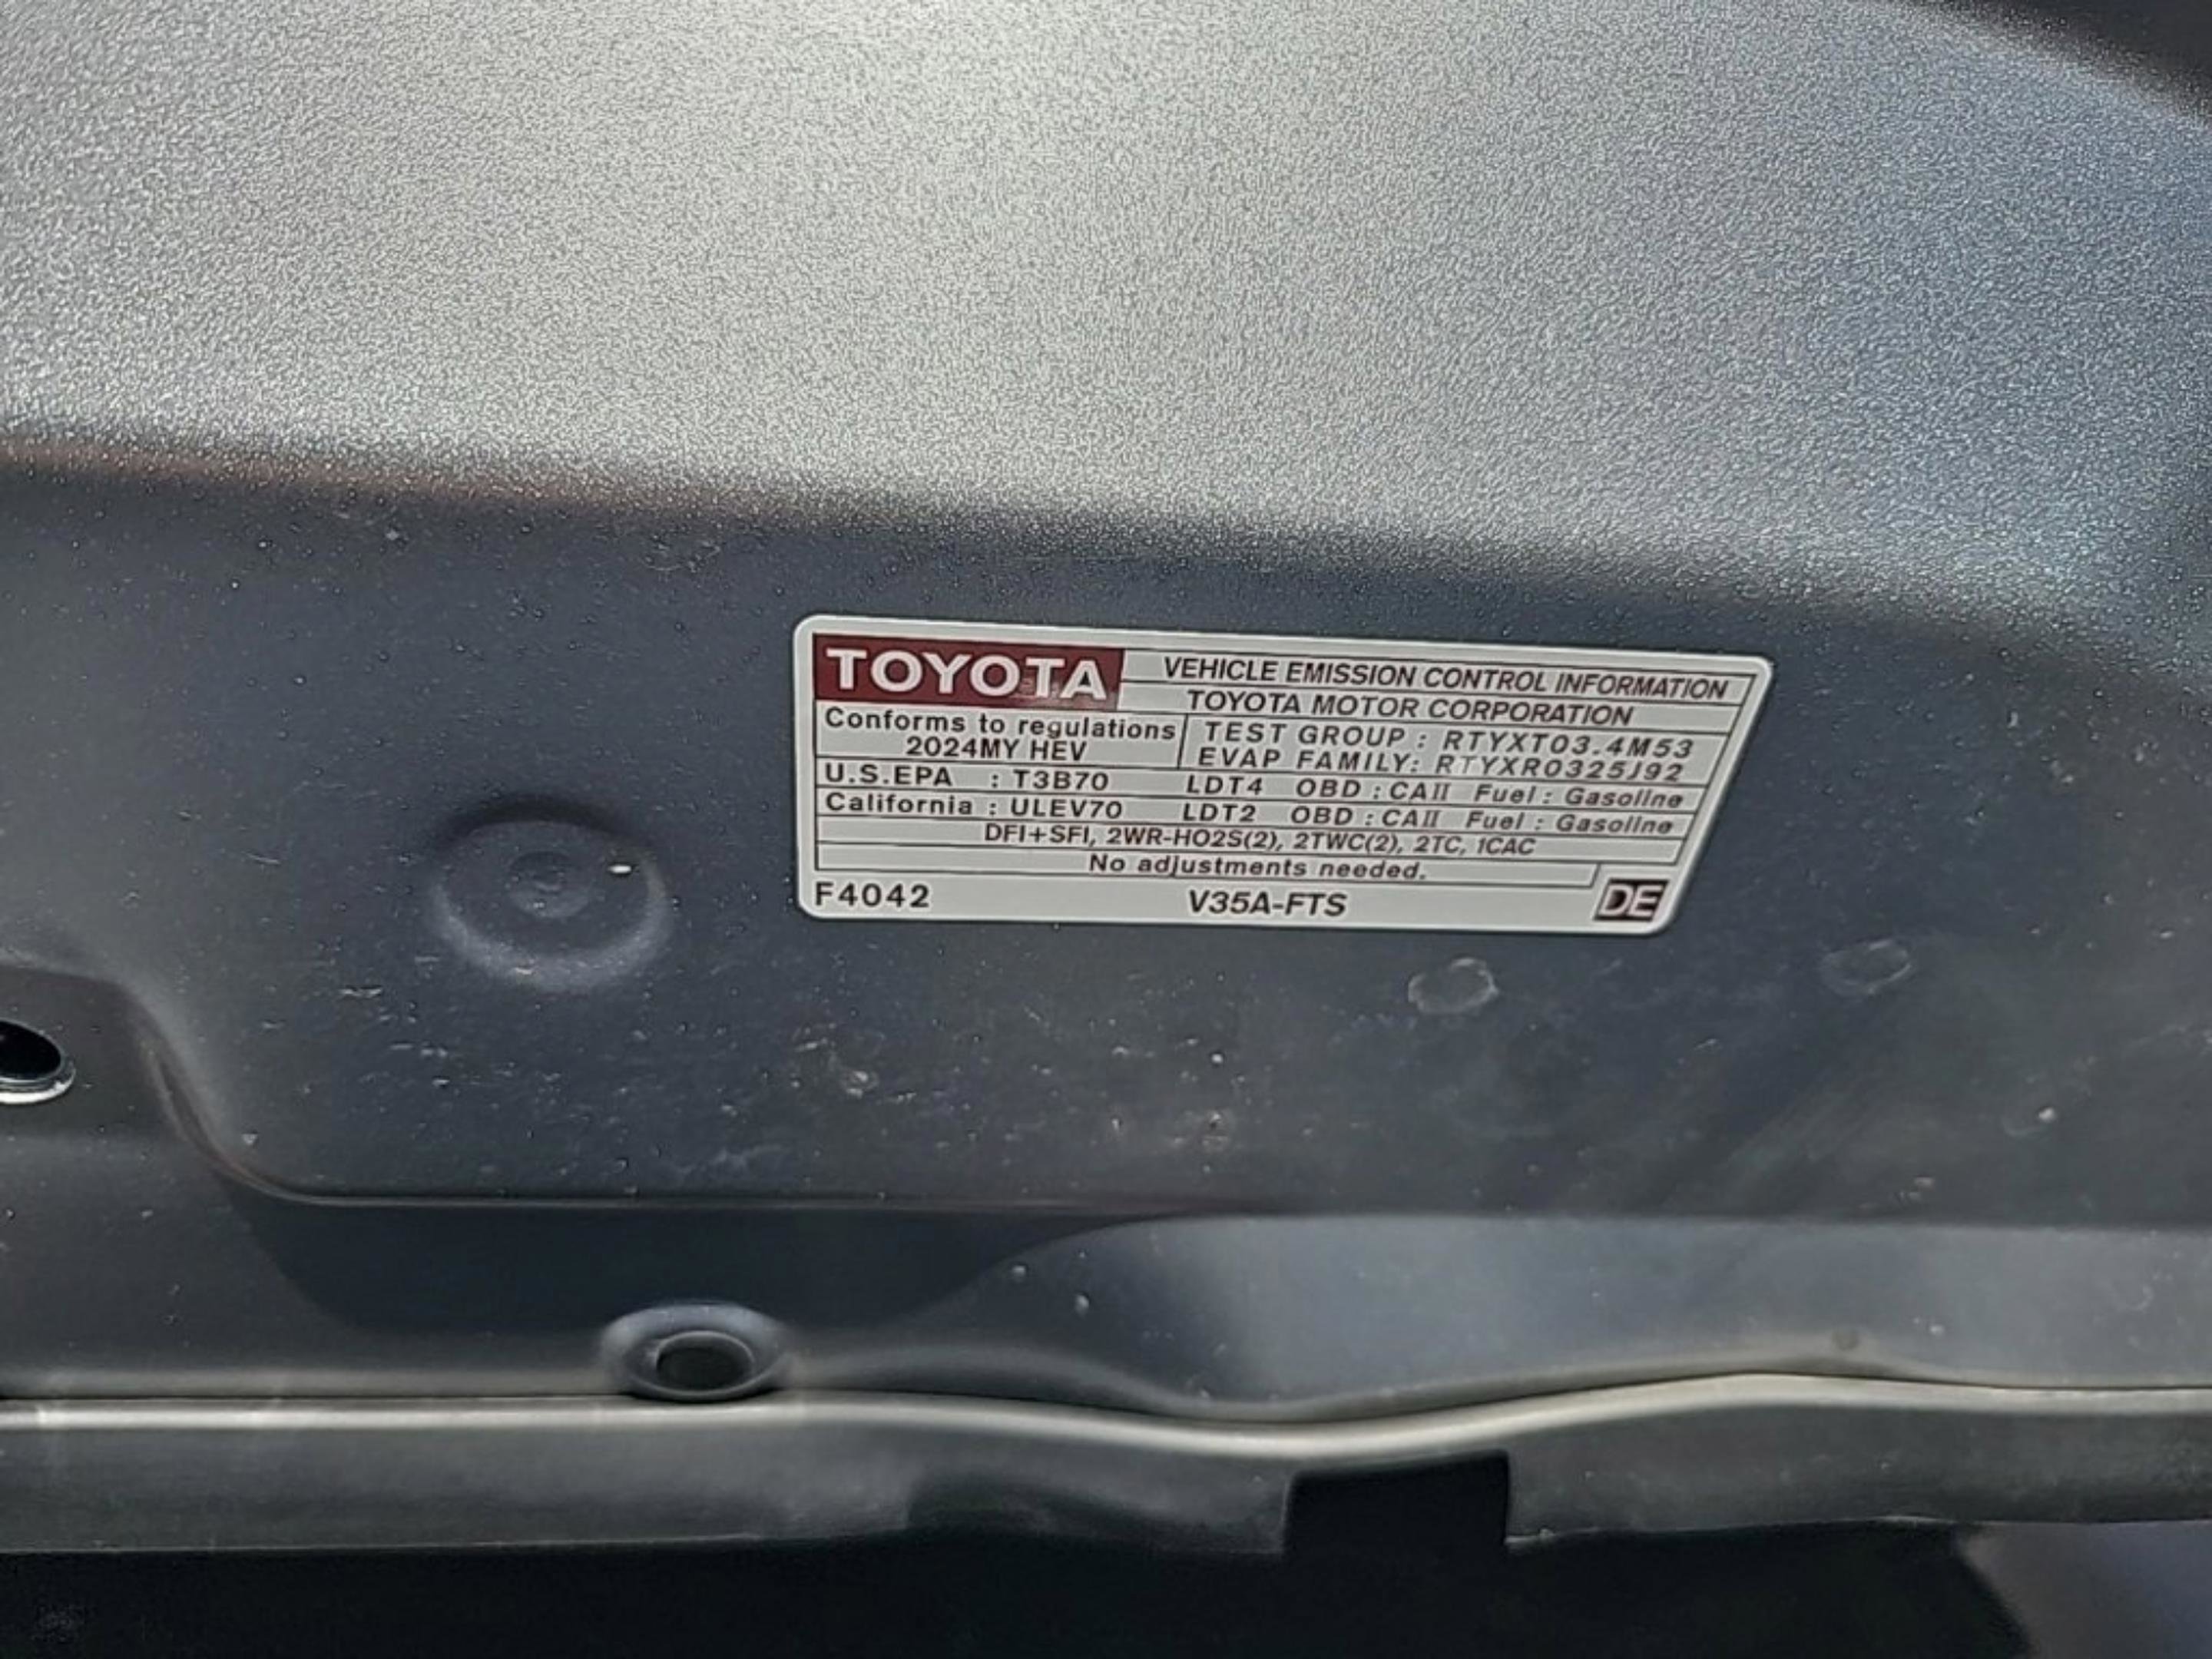 TOYOTA VEHICLE EMISSION CONTROL INFORMATION
TOYOTA MOTOR CORPORATION
Conforms to regulations
2024MY HEV
TEST GROUP : RTYXT03.4M53
EVAP FAMILY: RTYXR0325J92
U.S.EPA : T3B70 LDT4 OBD : CAII Fuel : Gasoline
California : ULEV70 LDT2 OBD : CAII Fuel : Gasoline
DFI+SFI, 2WR-HO2S(2), 2TWC(2), 2TC, 1CAC
No adjustments needed.
F4042 V35A-FTS DE